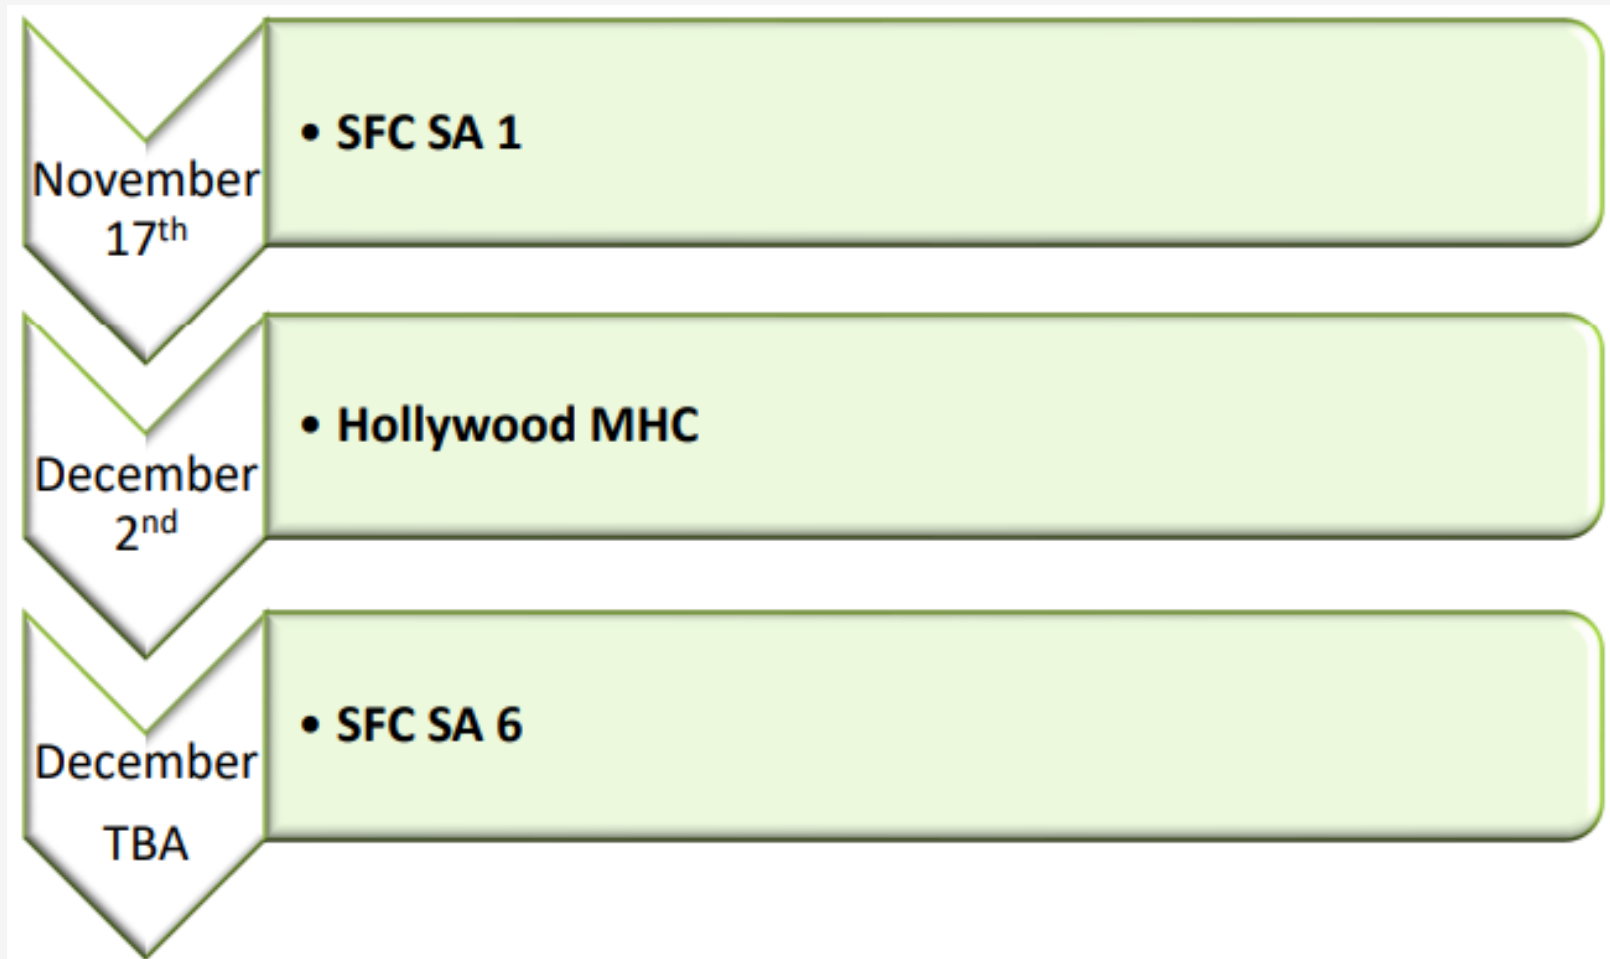 November
17th
• SFC SA 1
December
2nd
• Hollywood MHC
December
TBA
• SFC SA 6